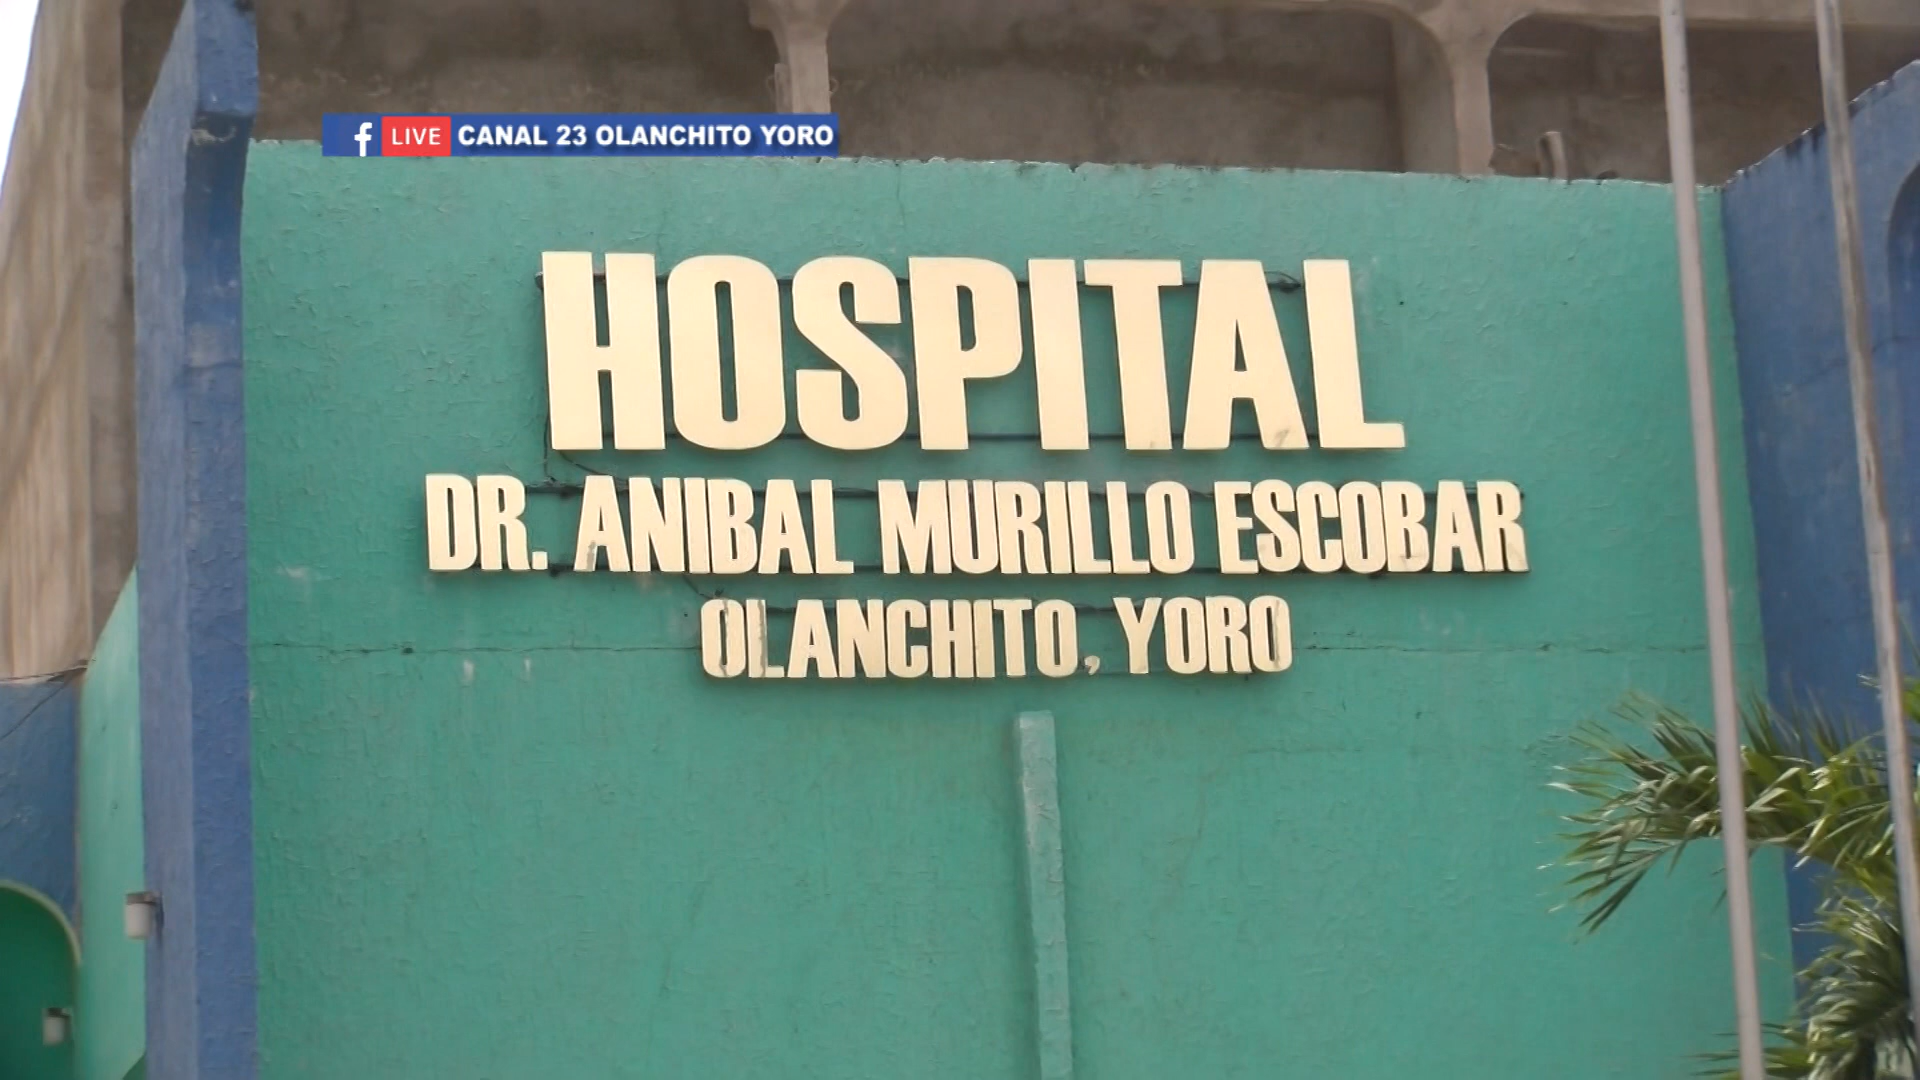 f LIVE CANAL 23 OLANCHITO YORO
HOSPITAL
DR. ANIBAL MURILLO ESCOBAR
OLANCHITO, YORO